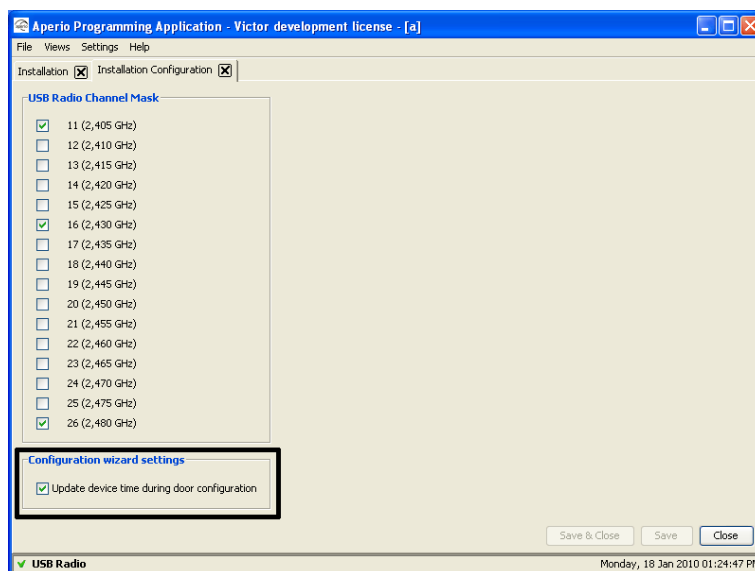 Aperio Programming Application - Victor development license - [a]
File Views Settings Help
Installation Installation Configuration
USB Radio Channel Mask
11 (2,405 GHz)
12 (2,410 GHz)
13 (2,415 GHz)
14 (2,420 GHz)
15 (2,425 GHz)
16 (2,430 GHz)
17 (2,435 GHz)
18 (2,440 GHz)
19 (2,445 GHz)
20 (2,450 GHz)
21 (2,455 GHz)
22 (2,460 GHz)
23 (2,465 GHz)
24 (2,470 GHz)
25 (2,475 GHz)
26 (2,480 GHz)
Configuration wizard settings
Update device time during door configuration
Save & Close Save Close
USB Radio Monday, 18 Jan 2010 01:24:47